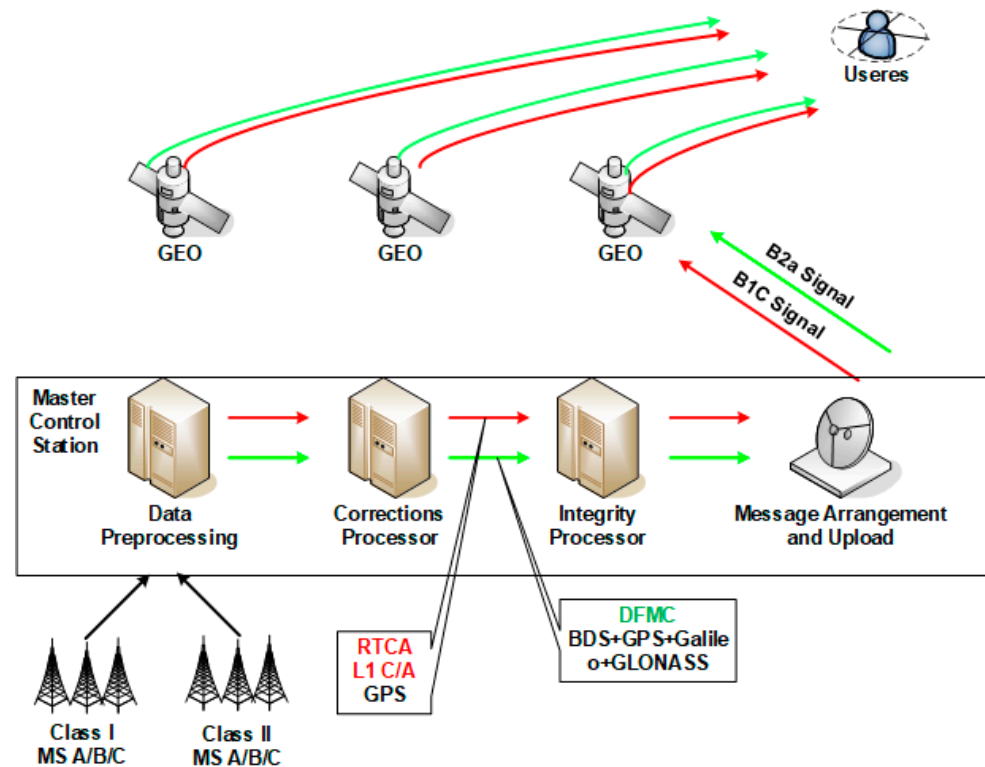 Useres
GEO
GEO
GEO
B2a Signal
B1C Signal
Master
Control
Station
Data
Preprocessing
Corrections
Processor
Integrity
Processor
Message Arrangement
and Upload
RTCA
L1 C/A
GPS
DFMC
BDS+GPS+Galile
o+GLONASS
Class I
MS A/B/C
Class II
MS A/B/C